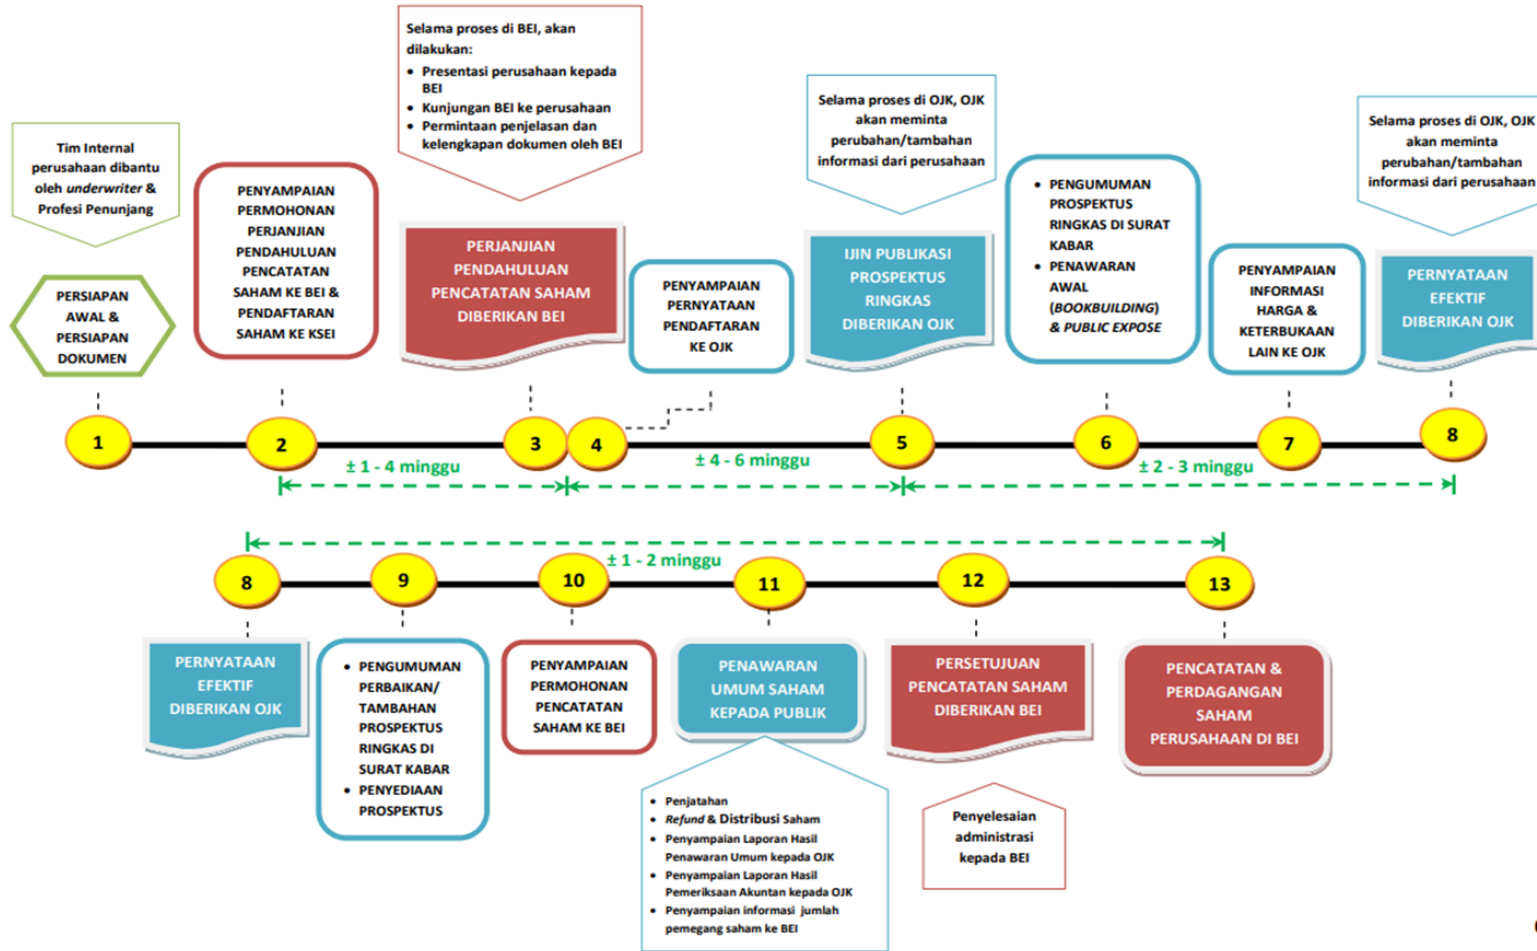 Tim Internal
perusahaan dibantu
oleh underwriter &
Profesi Penunjang
PERSIAPAN
AWAL &
PERSIAPAN
DOKUMEN
PENYAMPAIAN
PERMOHONAN
PERJANJIAN
PENDAHULUAN
PENCATATAN
SAHAM KE BEI &
PENDAFTARAN
SAHAM KE KSEI
Selama proses di BEI, akan
dilakukan:
• Presentasi perusahaan kepada
BEI
• Kunjungan BEI ke perusahaan
• Permintaan penjelasan dan
kelengkapan dokumen oleh BEI
PERJANJIAN
PENDAHULUAN
PENCATATAN SAHAM
DIBERIKAN BEI
PENYAMPAIAN
PERNYATAAN
PENDAFTARAN
KE OJK
Selama proses di OJK, OJK
akan meminta
perubahan/tambahan
informasi dari perusahaan
IJIN PUBLIKASI
PROSPEKTUS
RINGKAS
DIBERIKAN OJK
• PENGUMUMAN
PROSPEKTUS
RINGKAS DI SURAT
KABAR
• PENAWARAN
AWAL
(BOOKBUILDING)
& PUBLIC EXPOSE
PENYAMPAIAN
INFORMASI
HARGA &
KETERBUKAAN
LAIN KE OJK
Selama proses di OJK, OJK
akan meminta
perubahan/tambahan
informasi dari perusahaan
PERNYATAAN
EFEKTIF
DIBERIKAN OJK
1
2
3
4
5
6
7
8
± 1 - 4 minggu
± 4 - 6 minggu
± 2 - 3 minggu
± 1 - 2 minggu
8
9
10
11
12
13
PERNYATAAN
EFEKTIF
DIBERIKAN OJK
• PENGUMUMAN
PERBAIKAN/
TAMBAHAN
PROSPEKTUS
RINGKAS DI
SURAT KABAR
• PENYEDIAAN
PROSPEKTUS
PENYAMPAIAN
PERMOHONAN
PENCATATAN
SAHAM KE BEI
PENAWARAN
UMUM SAHAM
KEPADA PUBLIK
• Penjatahan
• Refund & Distribusi Saham
• Penyampaian Laporan Hasil
Penawaran Umum kepada OJK
• Penyampaian Laporan Hasil
Pemeriksaan Akuntan kepada OJK
• Penyampaian informasi jumlah
pemegang saham ke BEI
PERSETUJUAN
PENCATATAN SAHAM
DIBERIKAN BEI
Penyelesaian
administrasi
kepada BEI
PENCATATAN &
PERDAGANGAN
SAHAM
PERUSAHAAN DI BEI